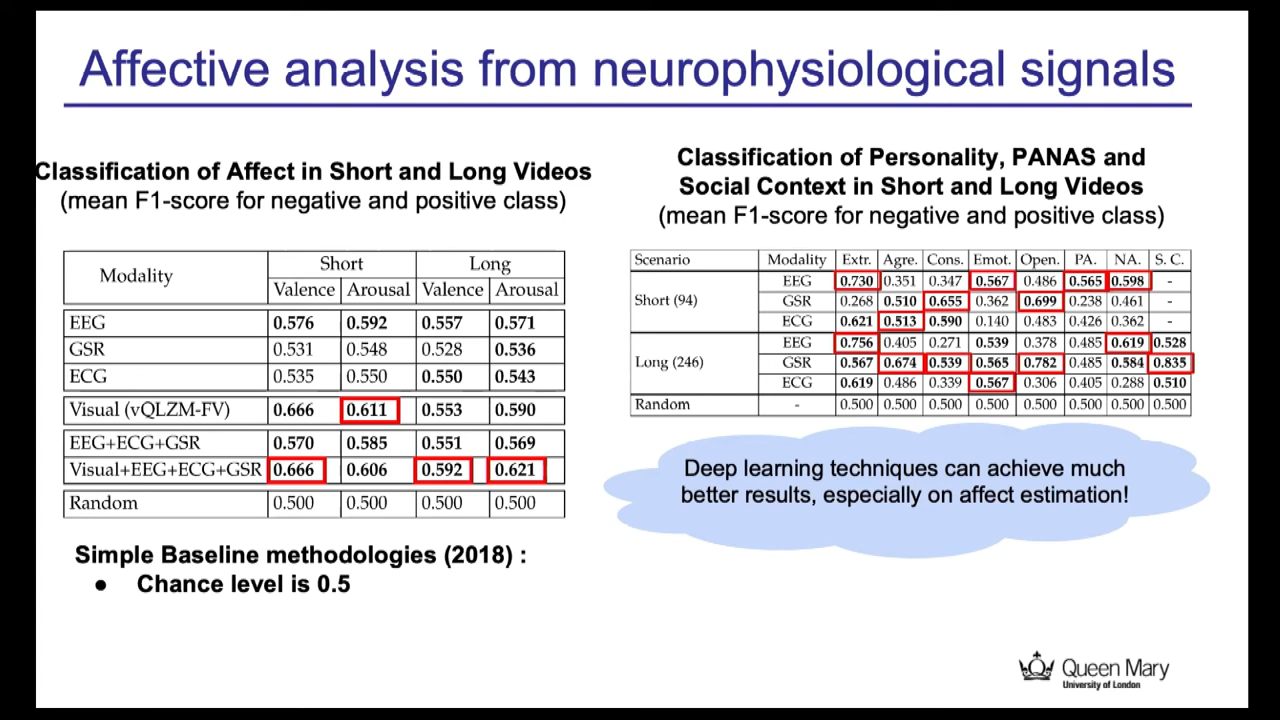 Affective analysis from neurophysiological signals
Classification of Affect in Short and Long Videos
(mean F1-score for negative and positive class)
Modality Short Long
Valence Arousal Valence Arousal
EEG 0.576 0.592 0.557 0.571
GSR 0.531 0.548 0.528 0.536
ECG 0.535 0.550 0.550 0.543
Visual (vQLZM-FV) 0.666 0.611 0.553 0.590
EEG+ECG+GSR 0.570 0.585 0.551 0.569
Visual+EEG+ECG+GSR 0.666 0.606 0.592 0.621
Random 0.500 0.500 0.500 0.500
Simple Baseline methodologies (2018) :
● Chance level is 0.5
Classification of Personality, PANAS and
Social Context in Short and Long Videos
(mean F1-score for negative and positive class)
Scenario Modality Extr. Agre. Cons. Emot. Open. PA. NA. S. C.
EEG 0.730 0.351 0.347 0.567 0.486 0.565 0.598 -
Short (94) GSR 0.268 0.510 0.655 0.362 0.699 0.238 0.461 -
ECG 0.621 0.513 0.590 0.140 0.483 0.426 0.362 -
EEG 0.756 0.405 0.271 0.539 0.378 0.485 0.619 0.528
Long (246) GSR 0.567 0.674 0.539 0.565 0.782 0.485 0.584 0.835
ECG 0.619 0.486 0.339 0.567 0.306 0.405 0.288 0.510
Random - 0.500 0.500 0.500 0.500 0.500 0.500 0.500 0.500
Deep learning techniques can achieve much
better results, especially on affect estimation!
Queen Mary
University of London